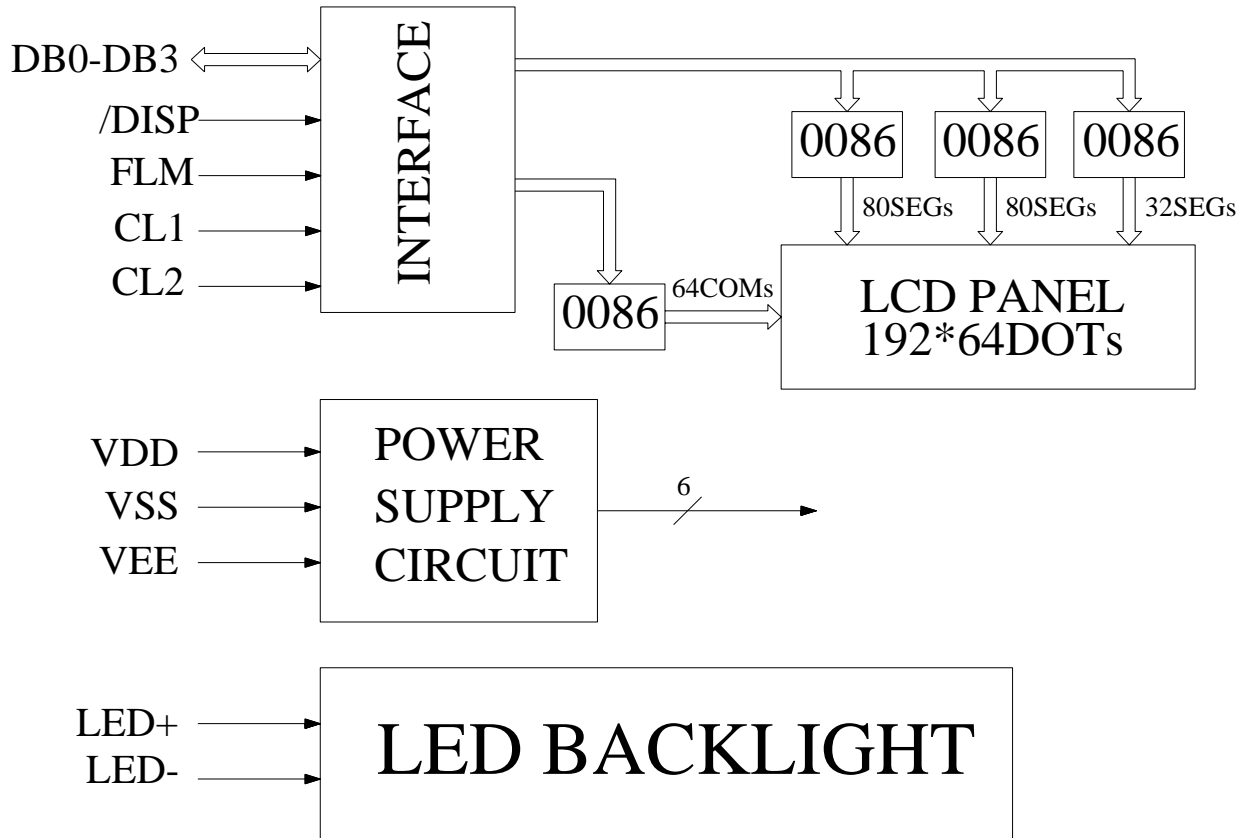 DB0-DB3
/DISP
FLM
CL1
CL2
INTERFACE
0086
0086
0086
80SEGs
80SEGs
32SEGs
0086
64COMs
LCD PANEL
192*64DOTs
VDD
VSS
VEE
POWER
SUPPLY
CIRCUIT
6
LED+
LED-
LED BACKLIGHT